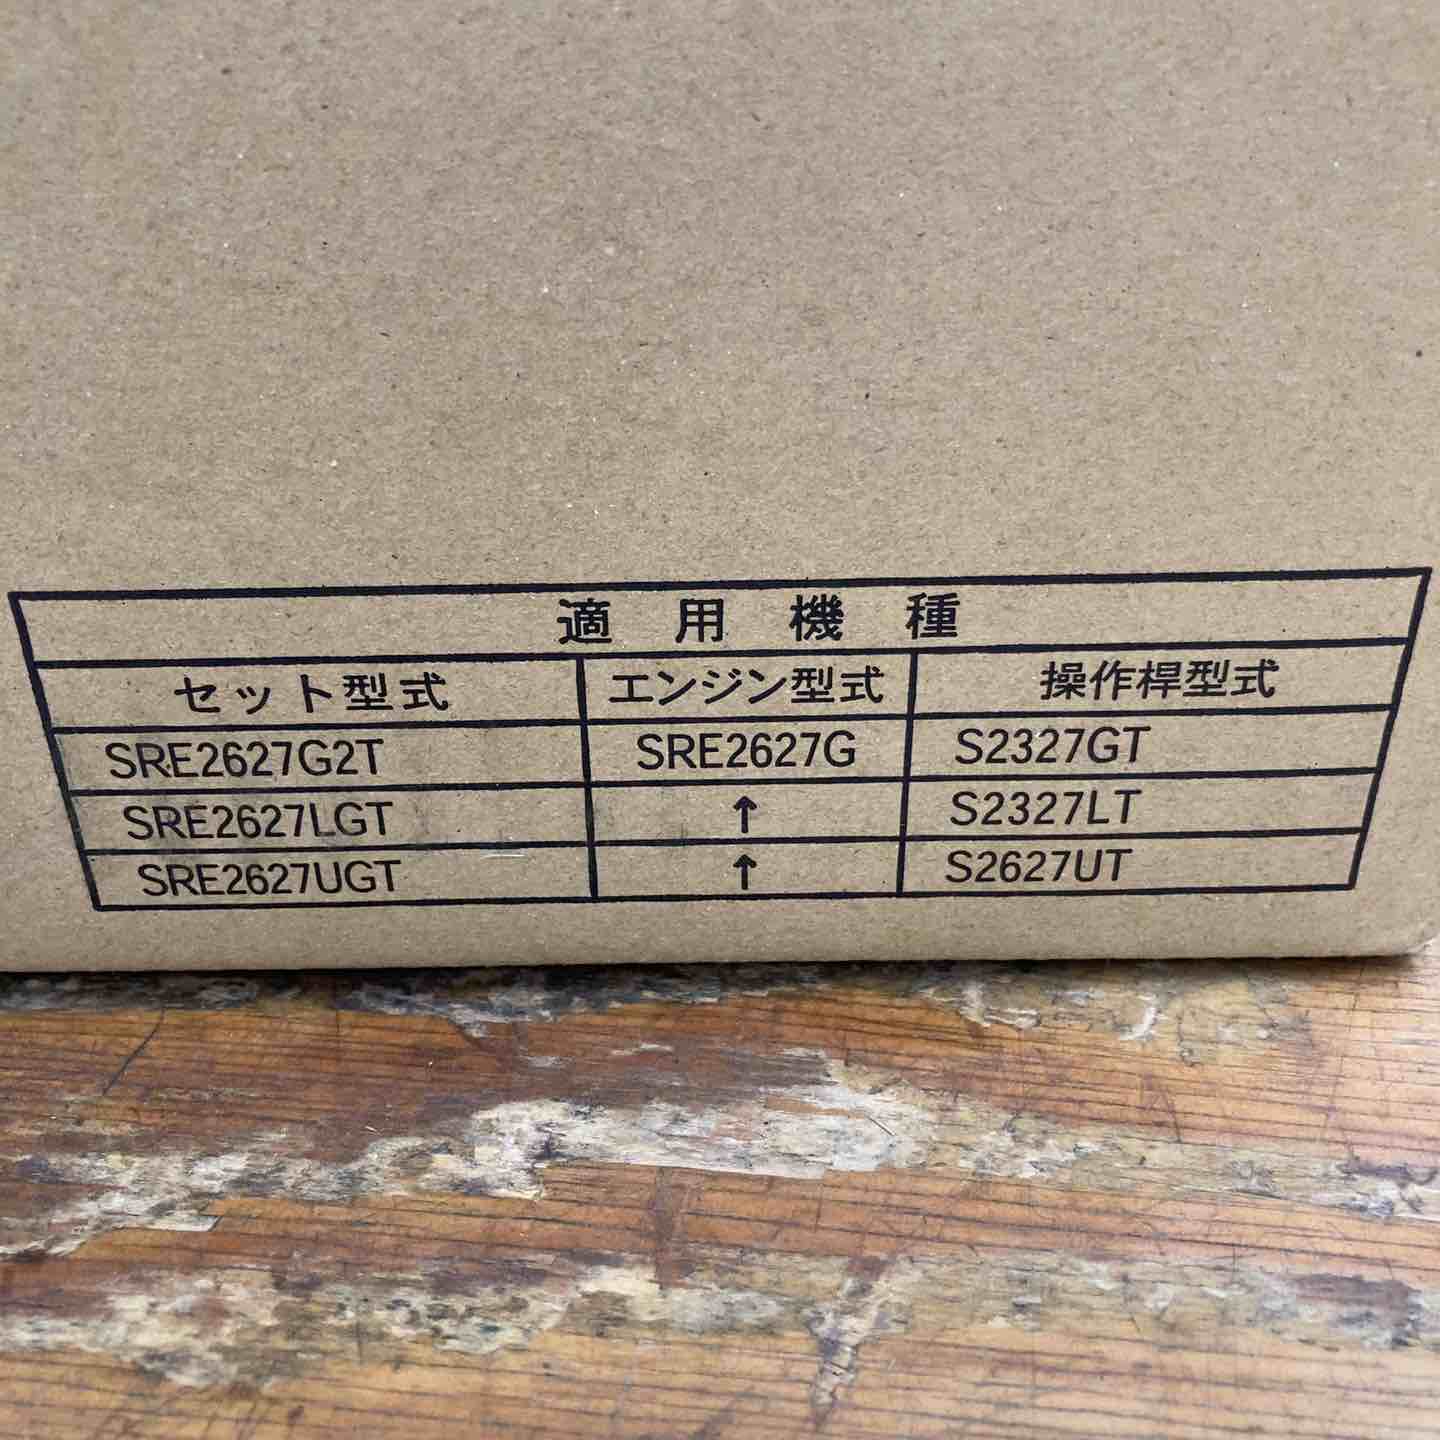 適用機種
セット型式 エンジン型式 操作桿型式
SRE2627G2T SRE2627G S2327GT
SRE2627LGT ↑ S2327LT
SRE2627UGT ↑ S2627UT